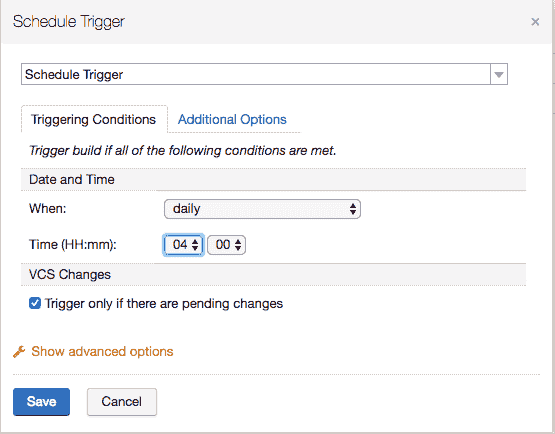 Schedule Trigger ×
Schedule Trigger
Triggering Conditions Additional Options
Trigger build if all of the following conditions are met.
Date and Time
When: daily
Time (HH:mm): 04 00
VCS Changes
Trigger only if there are pending changes
Show advanced options
Save Cancel